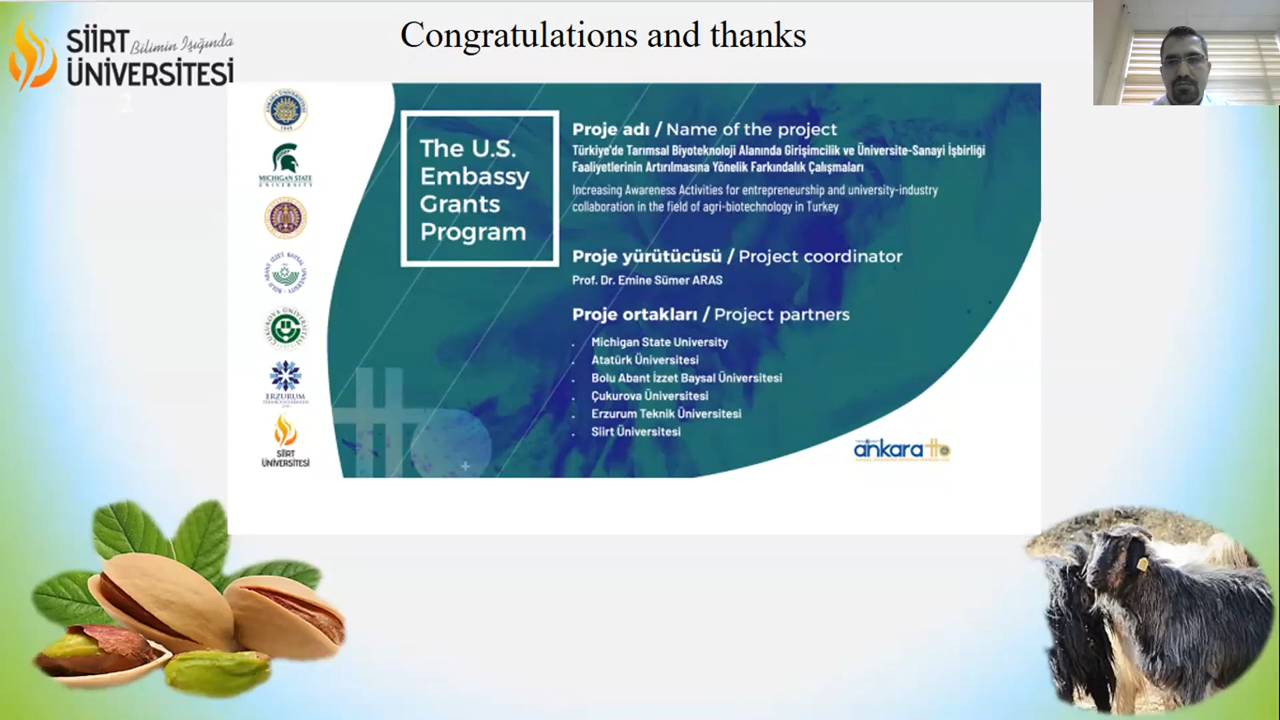 Congratulations and thanks
SİİRT
Bilimin Işığında
ÜNİVERSİTESİ
The U.S.
Embassy
Grants
Program
Proje adı / Name of the project
Türkiye'de Tarımsal Biyoteknoloji Alanında Girişimcilik ve Üniversite-Sanayi İşbirliği
Faaliyetlerinin Artırılmasına Yönelik Farkındalık Çalışmaları
Increasing Awareness Activities for entrepreneurship and university-industry
collaboration in the field of agri-biotechnology in Turkey
Proje yürütücüsü / Project coordinator
Prof. Dr. Emine Sümer ARAS
Proje ortakları / Project partners
. Michigan State University
. Atatürk Üniversitesi
. Bolu Abant İzzet Baysal Üniversitesi
. Çukurova Üniversitesi
. Erzurum Teknik Üniversitesi
. Siirt Üniversitesi
MICHIGAN STATE
UNIVERSITY
ÇUKUROVA ÜNİVERSİTESİ
ERZURUM
SİİRT
ÜNİVERSİTESİ
ankara